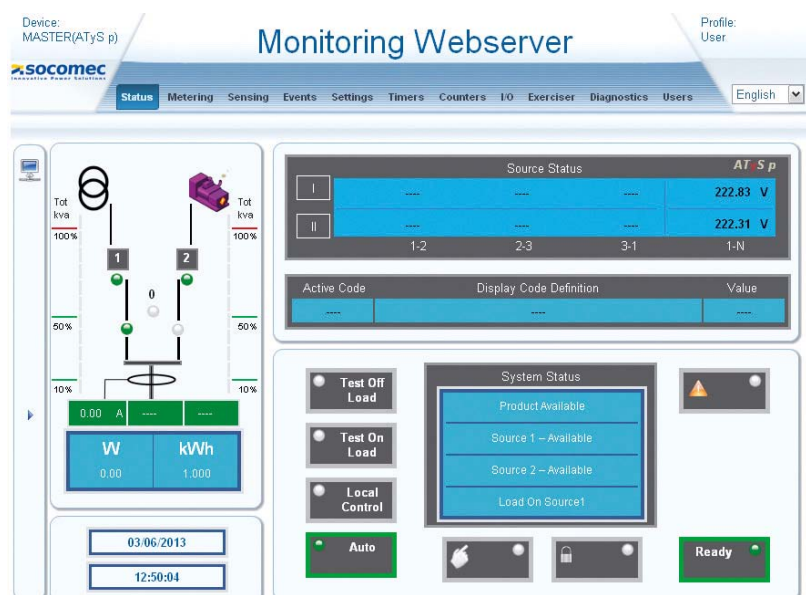 Device:
MASTER(ATyS p)
Monitoring Webserver
Profile:
User
socomec
Innovative Power Solutions
Status Metering Sensing Events Settings Timers Counters I/O Exerciser Diagnostics Users
English
Tot
kva
100%
50%
10%
1
2
0
Tot
kva
100%
50%
10%
0.00 A ---- ----
W kWh
0.00 1.000
03/06/2013
12:50:04
Source Status
ATyS p
I ---- ---- ---- 222.83 V
II ---- ---- ---- 222.31 V
1-2 2-3 3-1 1-N
Active Code Display Code Definition Value
---- ---- ----
Test Off
Load
Test On
Load
Local
Control
Auto
System Status
Product Available
Source 1 – Available
Source 2 – Available
Load On Source1
Ready